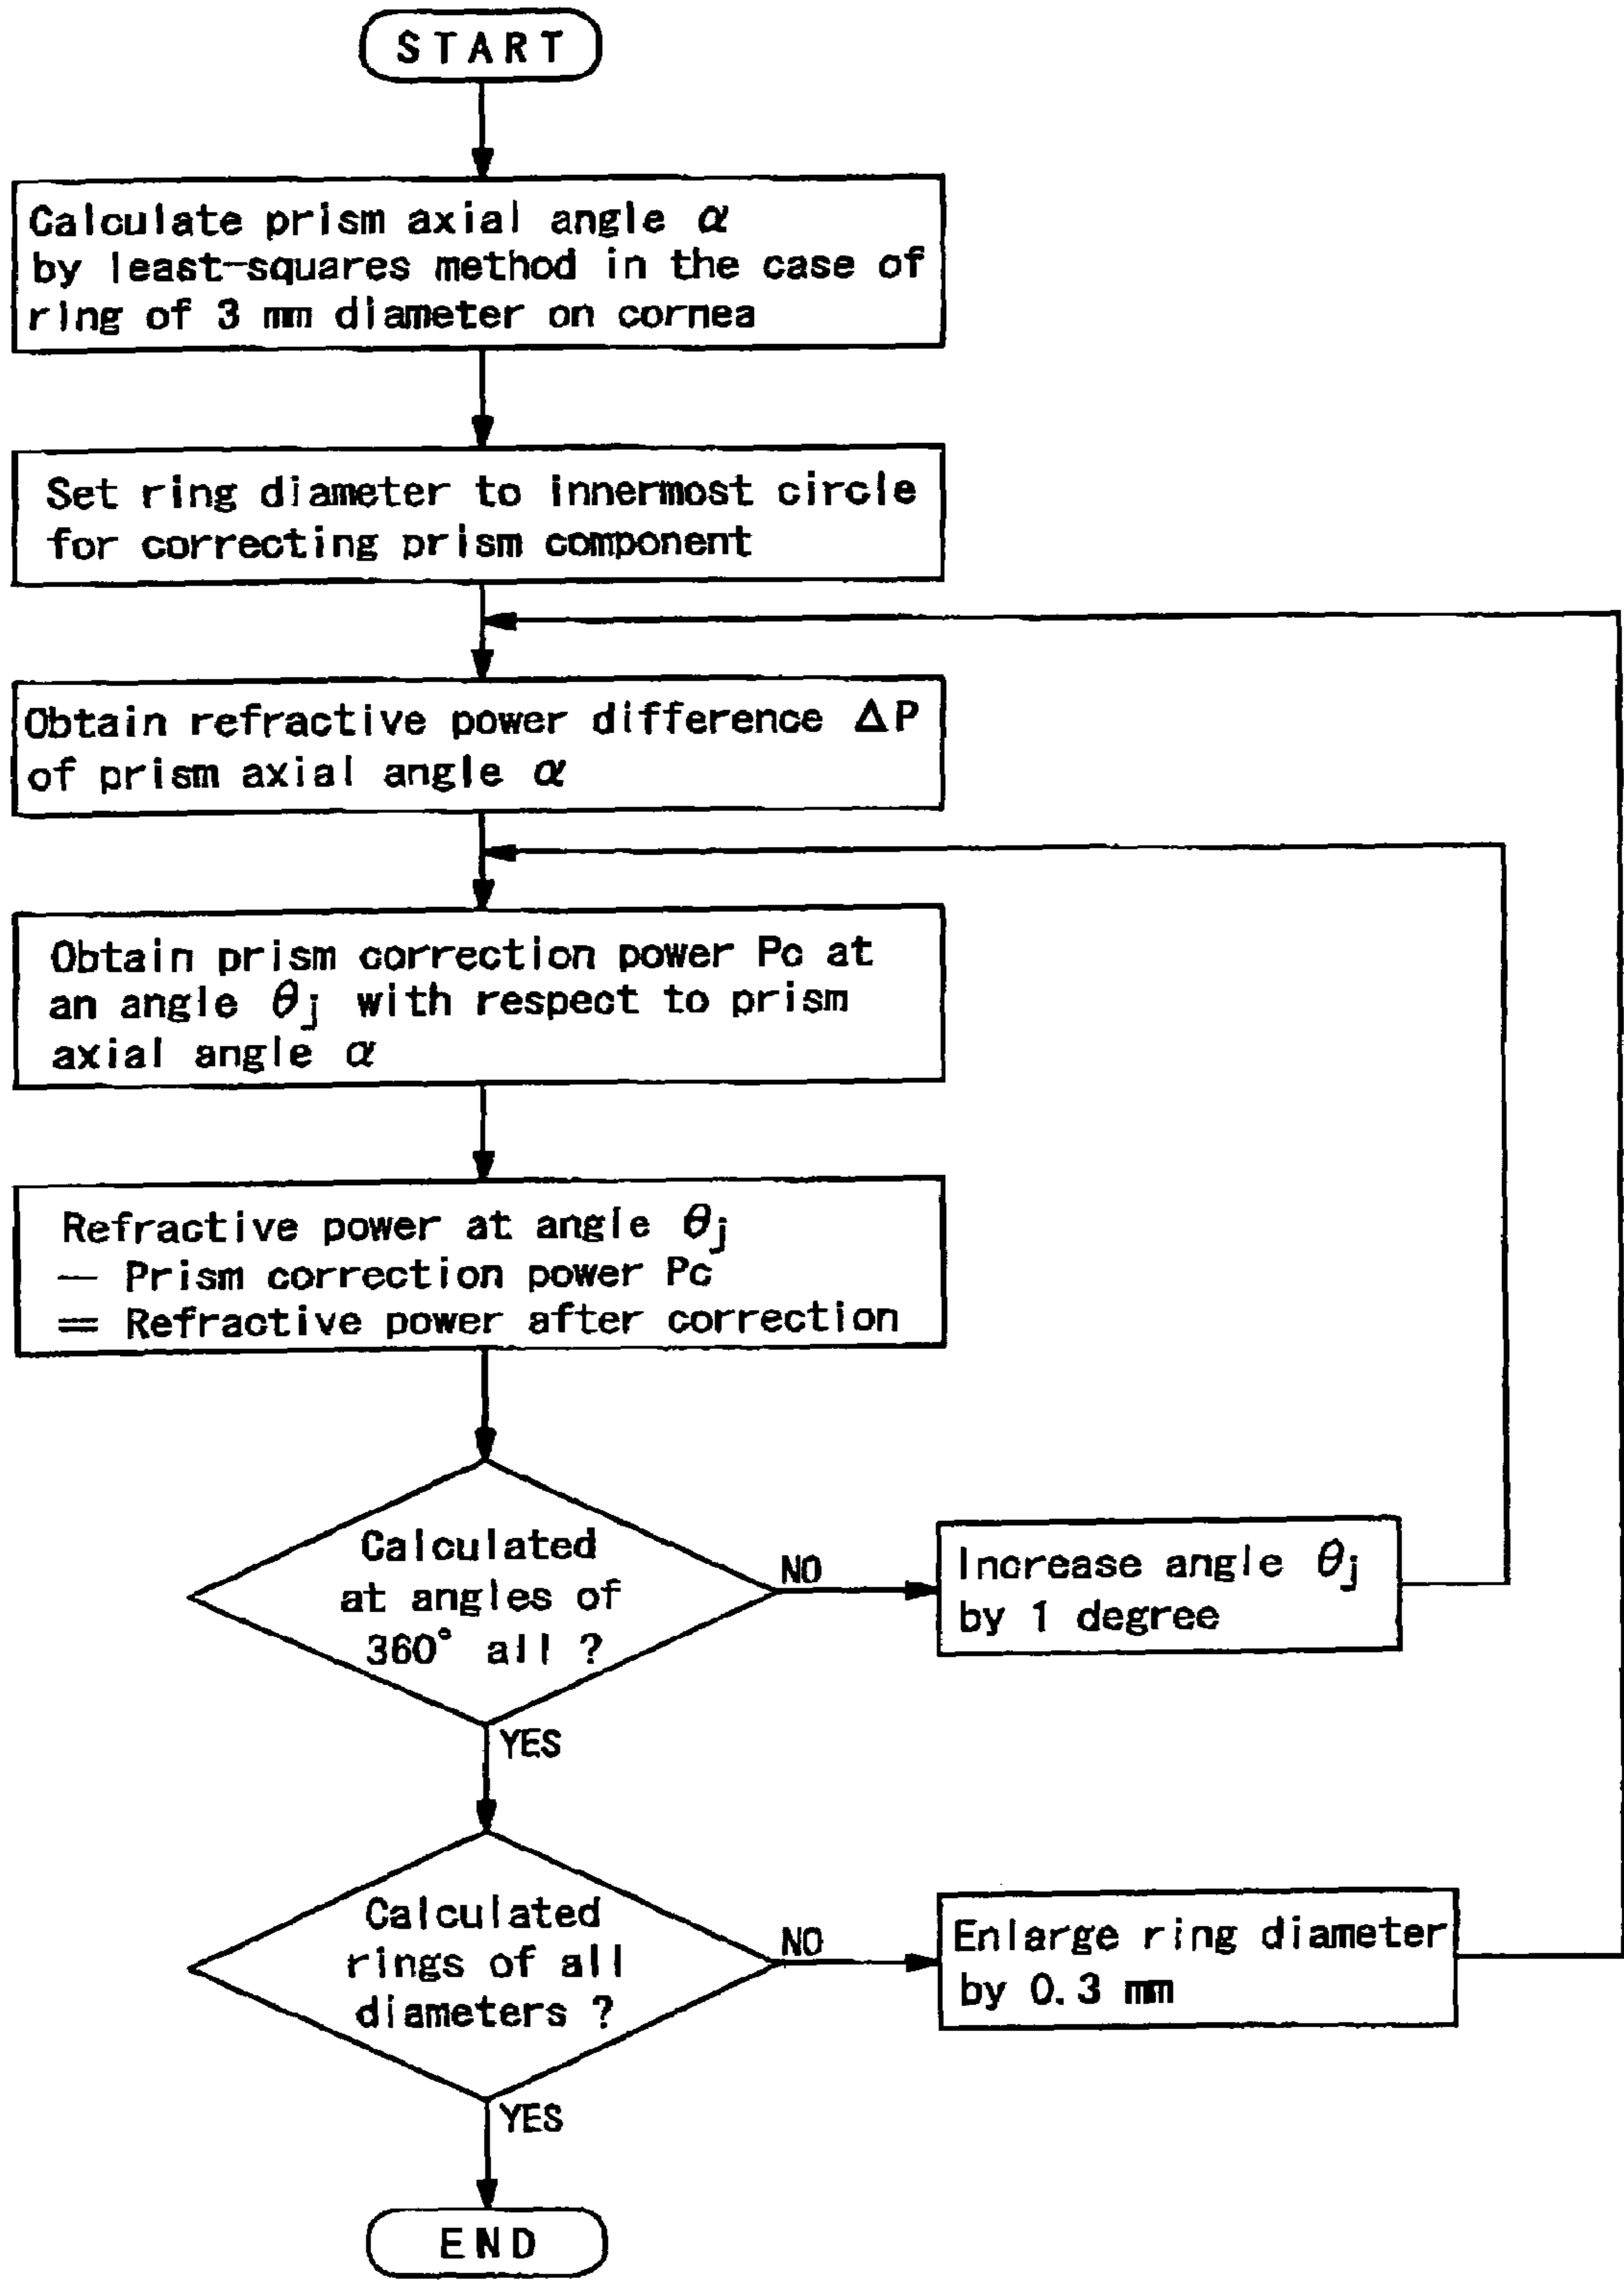 START
Calculate prism axial angle α
by least-squares method in the case of
ring of 3 mm diameter on cornea
Set ring diameter to innermost circle
for correcting prism component
Obtain refractive power difference ΔP
of prism axial angle α
Obtain prism correction power Pc at
an angle θj with respect to prism
axial angle α
Refractive power at angle θj
— Prism correction power Pc
= Refractive power after correction
Calculated
at angles of
360° all ?
NO
Increase angle θj
by 1 degree
YES
Calculated
rings of all
diameters ?
NO
Enlarge ring diameter
by 0.3 mm
YES
END